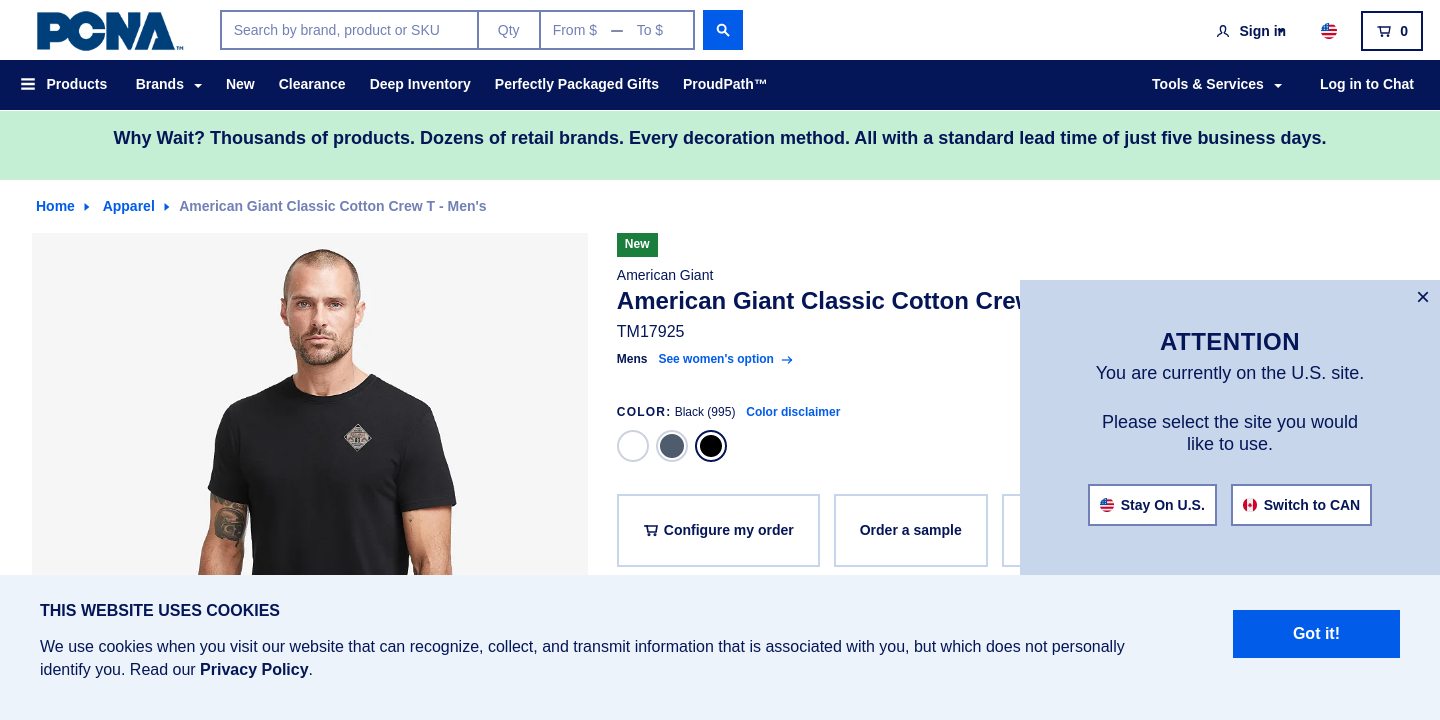 PCNA™
Search by brand, product or SKU
Qty
From $ — To $
Sign in
0
Products
Brands
New
Clearance
Deep Inventory
Perfectly Packaged Gifts
ProudPath™
Tools & Services
Log in to Chat
Why Wait? Thousands of products. Dozens of retail brands. Every decoration method. All with a standard lead time of just five business days.
Home
Apparel
American Giant Classic Cotton Crew T - Men's
New
American Giant
American Giant Classic Cotton Crew
TM17925
Mens See women's option
COLOR: Black (995) Color disclaimer
Configure my order
Order a sample
×
ATTENTION
You are currently on the U.S. site.
Please select the site you would
like to use.
Stay On U.S.
Switch to CAN
THIS WEBSITE USES COOKIES
We use cookies when you visit our website that can recognize, collect, and transmit information that is associated with you, but which does not personally
identify you. Read our Privacy Policy.
Got it!